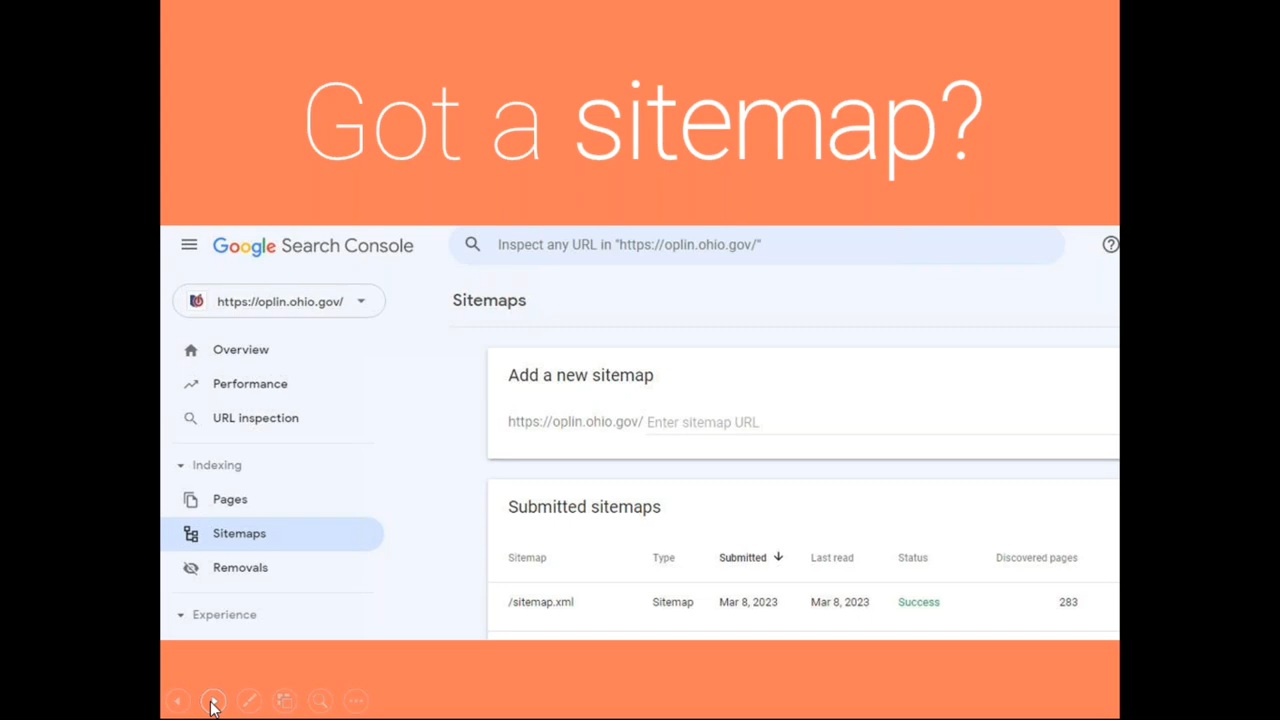 Got a sitemap?
Google Search Console
Inspect any URL in "https://oplin.ohio.gov/"
https://oplin.ohio.gov/
Sitemaps
Overview
Performance
URL inspection
Indexing
Pages
Sitemaps
Removals
Experience
Add a new sitemap
https://oplin.ohio.gov/ Enter sitemap URL
Submitted sitemaps
Sitemap Type Submitted Last read Status Discovered pages
/sitemap.xml Sitemap Mar 8, 2023 Mar 8, 2023 Success 283